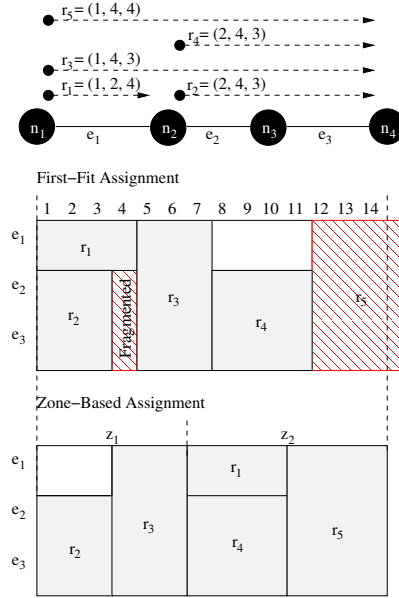 r5= (1, 4, 4)
r4= (2, 4, 3)
r3= (1, 4, 3)
r1= (1, 2, 4) r2= (2, 4, 3)
n1 n2 n3 n4
e1 e2 e3
First−Fit Assignment
1 2 3 4 5 6 7 8 9 10 11 12 13 14
e1
e2
e3
r1
r2
Fragmented
r3
r4
r5
Zone−Based Assignment
z1 z2
e1
e2
e3
r1
r2
r3
r4
r5